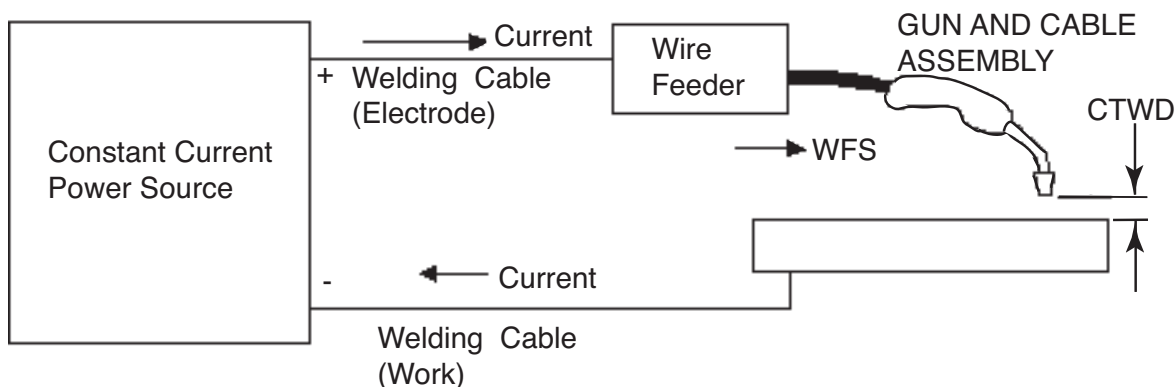 GUN AND CABLE
ASSEMBLY
Current
Wire
Feeder
+ Welding Cable
(Electrode)
CTWD
WFS
Constant Current
Power Source
-
Current
Welding Cable
(Work)